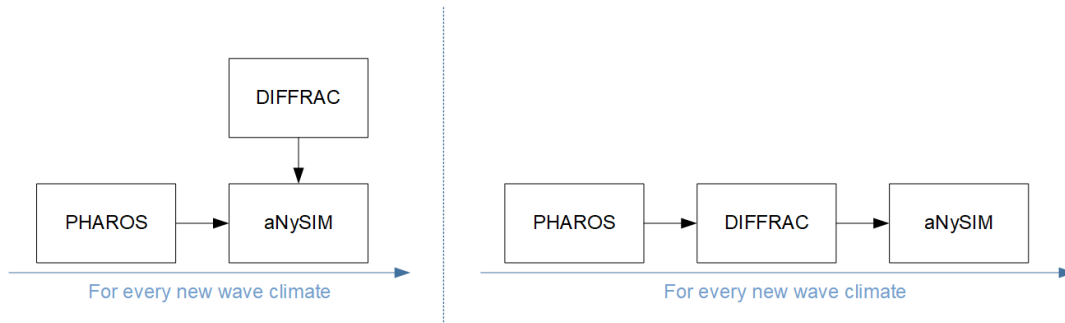 DIFFRAC
PHAROS
aNySIM
For every new wave climate
PHAROS
DIFFRAC
aNySIM
For every new wave climate